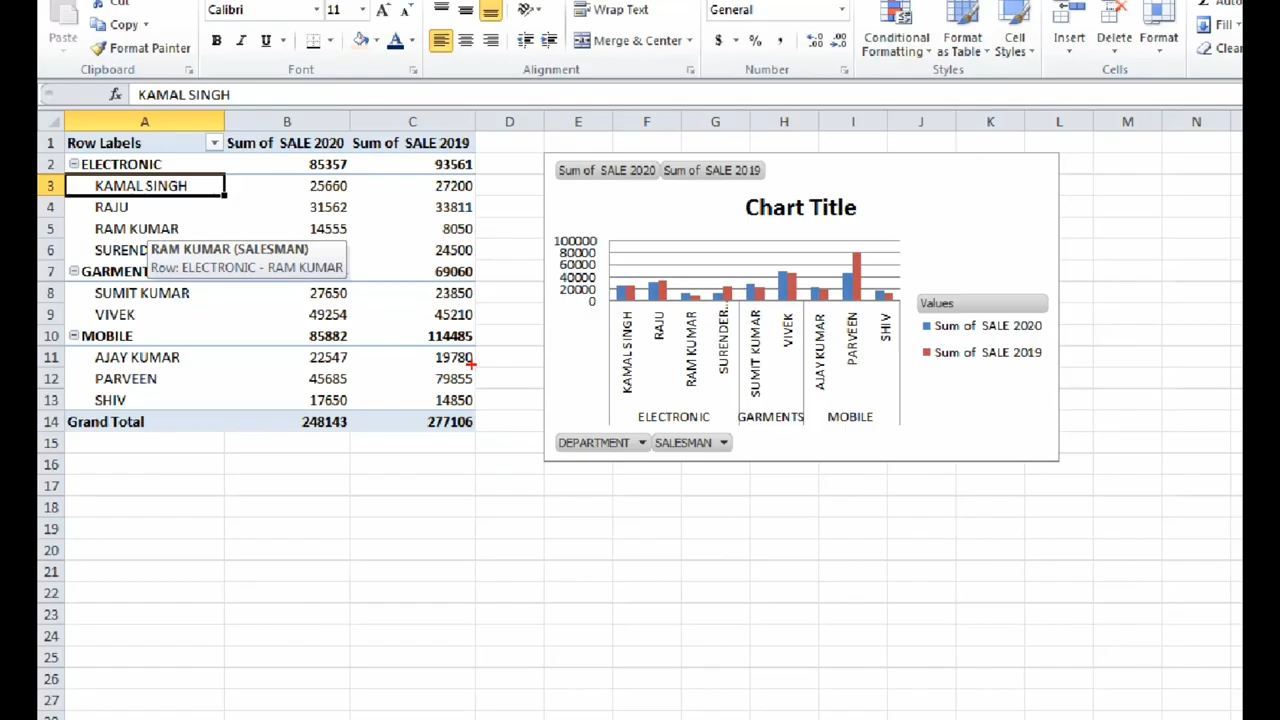 Cut
Calibri 11 A A Wrap Text General Auto
Paste Copy
Format Painter B I U A Merge & Center $ % , Conditional Formatting Format as Table Cell Styles Insert Delete Format Fill
Clear
Clipboard Font Alignment Number Styles Cells
fx KAMAL SINGH
A B C D E F G H I J K L M N
1 Row Labels Sum of SALE 2020 Sum of SALE 2019
2 ELECTRONIC 85357 93561
3 KAMAL SINGH 25660 27200
4 RAJU 31562 33811
5 RAM KUMAR 14555 8050
6 SUREND 24500
7 GARMENT 69060
8 SUMIT KUMAR 27650 23850
9 VIVEK 49254 45210
10 MOBILE 85882 114485
11 AJAY KUMAR 22547 19780
12 PARVEEN 45685 79855
13 SHIV 17650 14850
14 Grand Total 248143 277106
15
16
17
18
19
20
21
22
23
24
25
26
27
RAM KUMAR (SALESMAN)
Row: ELECTRONIC - RAM KUMAR
Sum of SALE 2020 Sum of SALE 2019
Chart Title
100000
80000
60000
40000
20000
0
KAMAL SINGH RAJU RAM KUMAR SURENDER... SUMIT KUMAR VIVEK AJAY KUMAR PARVEEN SHIV
ELECTRONIC GARMENTS MOBILE
Values
Sum of SALE 2020
Sum of SALE 2019
DEPARTMENT SALESMAN